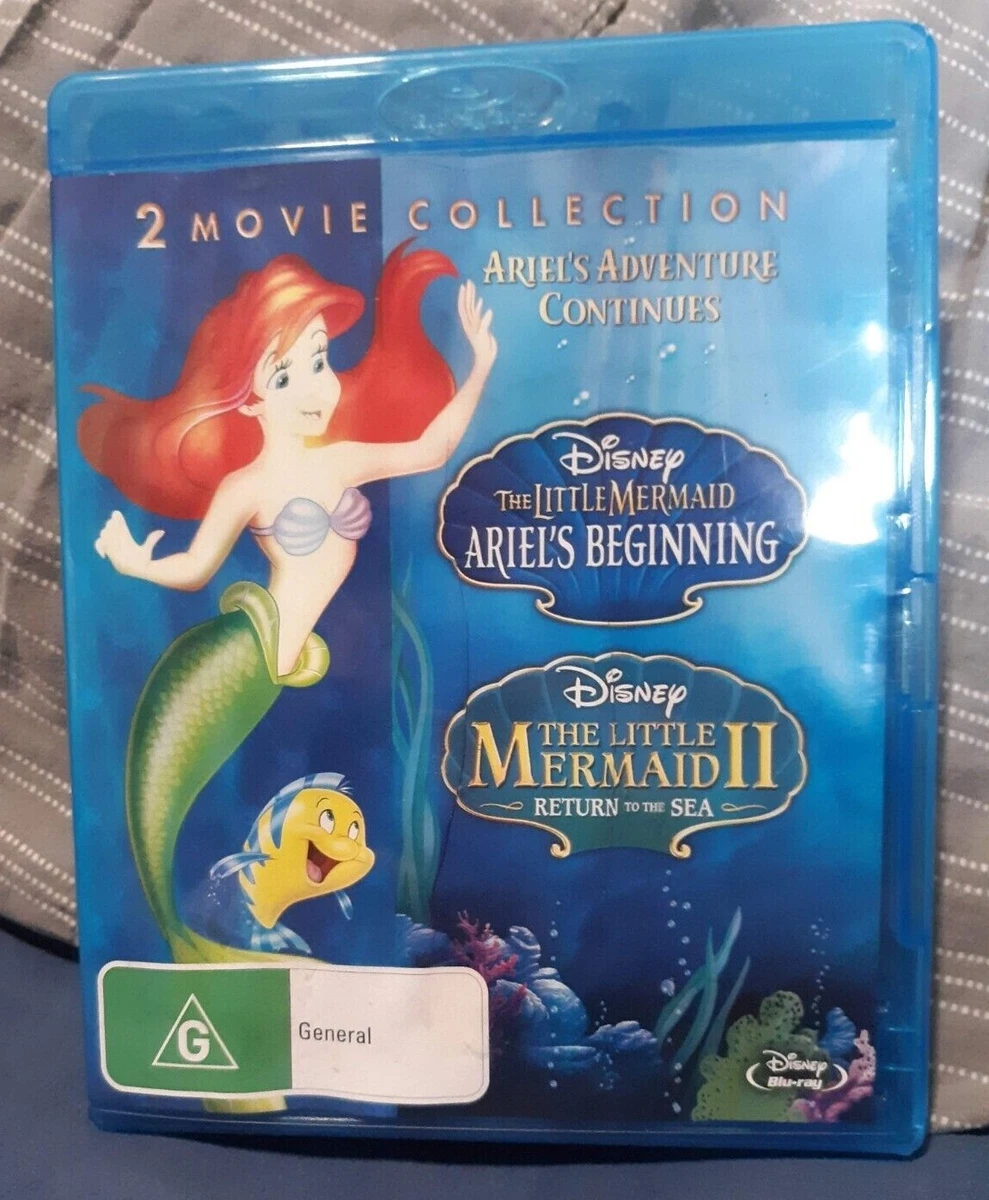 2 MOVIE COLLECTION
ARIEL'S ADVENTURE
CONTINUES
Disney
THE LITTLE MERMAID
ARIEL'S BEGINNING
Disney
THE LITTLE
MERMAID II
RETURN TO THE SEA
G
General
Disney
Blu-ray